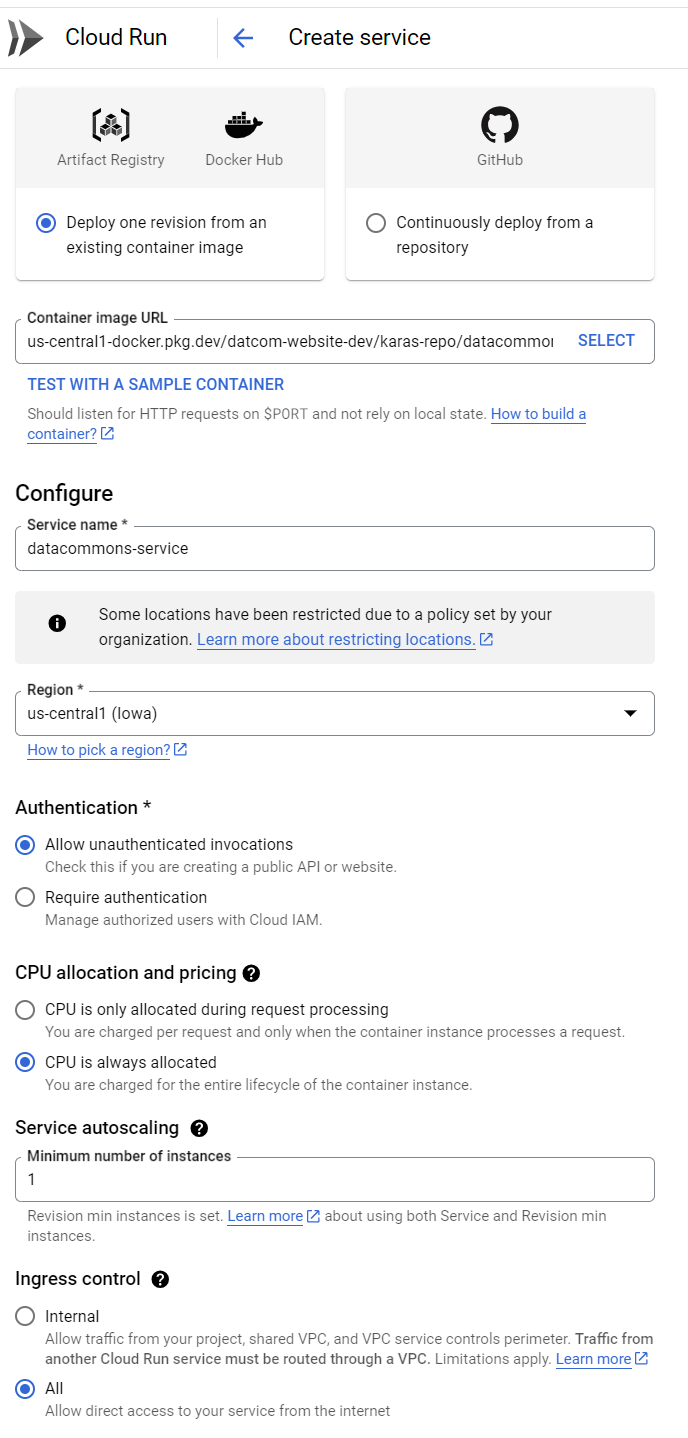 Cloud Run
Create service
Artifact Registry
Docker Hub
GitHub
Deploy one revision from an
existing container image
Continuously deploy from a
repository
Container image URL
us-central1-docker.pkg.dev/datcom-website-dev/karas-repo/datacommo
SELECT
TEST WITH A SAMPLE CONTAINER
Should listen for HTTP requests on $PORT and not rely on local state. How to build a
container?
Configure
Service name *
datacommons-service
Some locations have been restricted due to a policy set by your
organization. Learn more about restricting locations.
Region *
us-central1 (Iowa)
How to pick a region?
Authentication *
Allow unauthenticated invocations
Check this if you are creating a public API or website.
Require authentication
Manage authorized users with Cloud IAM.
CPU allocation and pricing
CPU is only allocated during request processing
You are charged per request and only when the container instance processes a request.
CPU is always allocated
You are charged for the entire lifecycle of the container instance.
Service autoscaling
Minimum number of instances
1
Revision min instances is set. Learn more about using both Service and Revision min
instances.
Ingress control
Internal
Allow traffic from your project, shared VPC, and VPC service controls perimeter. Traffic from
another Cloud Run service must be routed through a VPC. Limitations apply. Learn more
All
Allow direct access to your service from the internet